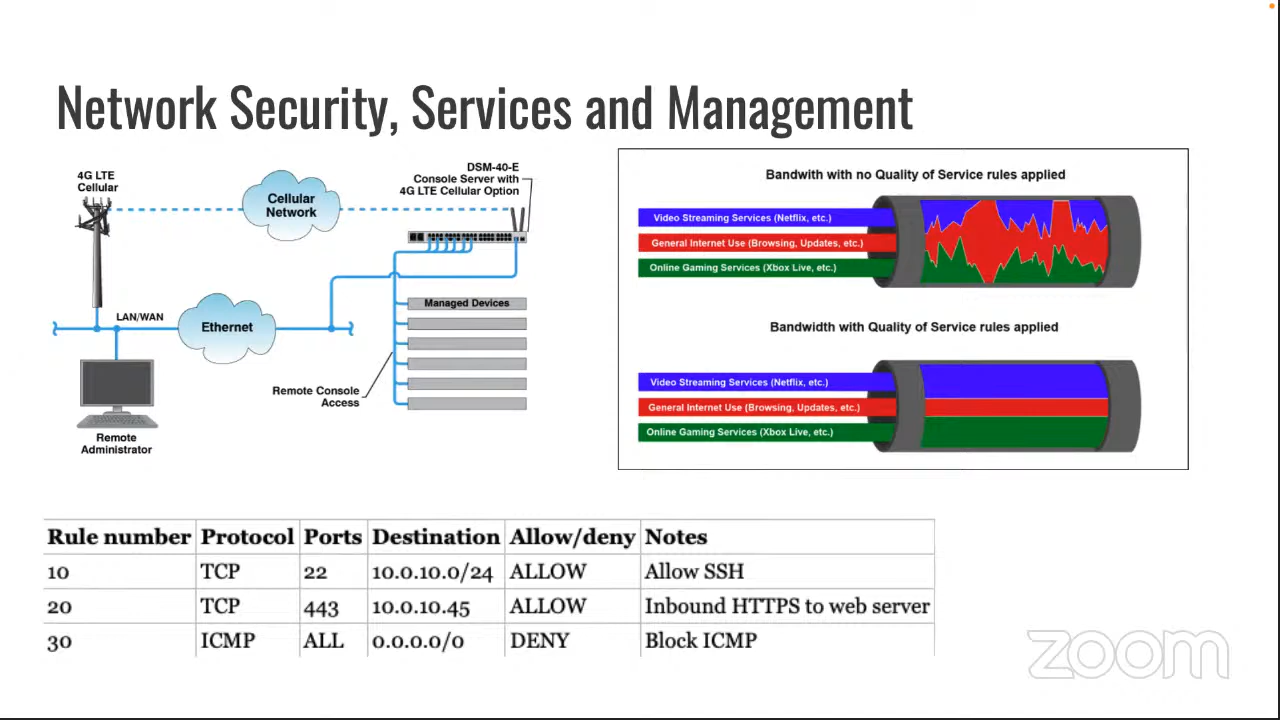 Network Security, Services and Management
4G LTE
Cellular
Cellular
Network
DSM-40-E
Console Server with
4G LTE Cellular Option
LAN/WAN
Ethernet
Managed Devices
Remote Console
Access
Remote
Administrator
Bandwith with no Quality of Service rules applied
Video Streaming Services (Netflix, etc.)
General Internet Use (Browsing, Updates, etc.)
Online Gaming Services (Xbox Live, etc.)
Bandwidth with Quality of Service rules applied
Video Streaming Services (Netflix, etc.)
General Internet Use (Browsing, Updates, etc.)
Online Gaming Services (Xbox Live, etc.)
Rule number Protocol Ports Destination Allow/deny Notes
10 TCP 22 10.0.10.0/24 ALLOW Allow SSH
20 TCP 443 10.0.10.45 ALLOW Inbound HTTPS to web server
30 ICMP ALL 0.0.0.0/0 DENY Block ICMP
zoom